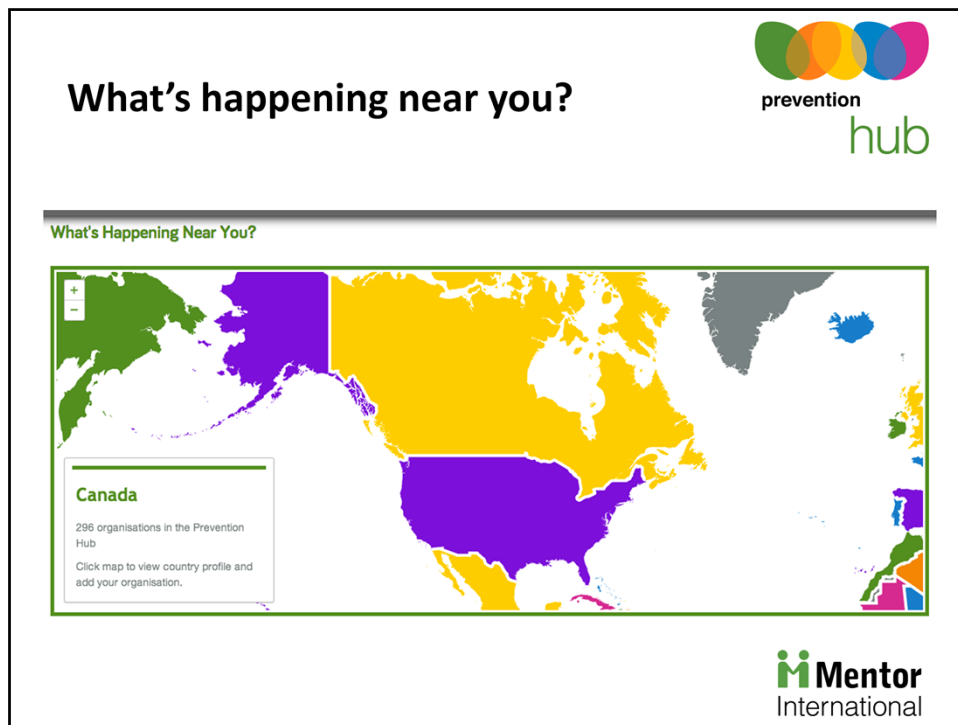 What's happening near you?
prevention
hub
What's Happening Near You?
+
−
Canada
296 organisations in the Prevention
Hub
Click map to view country profile and
add your organisation.
Mentor
International